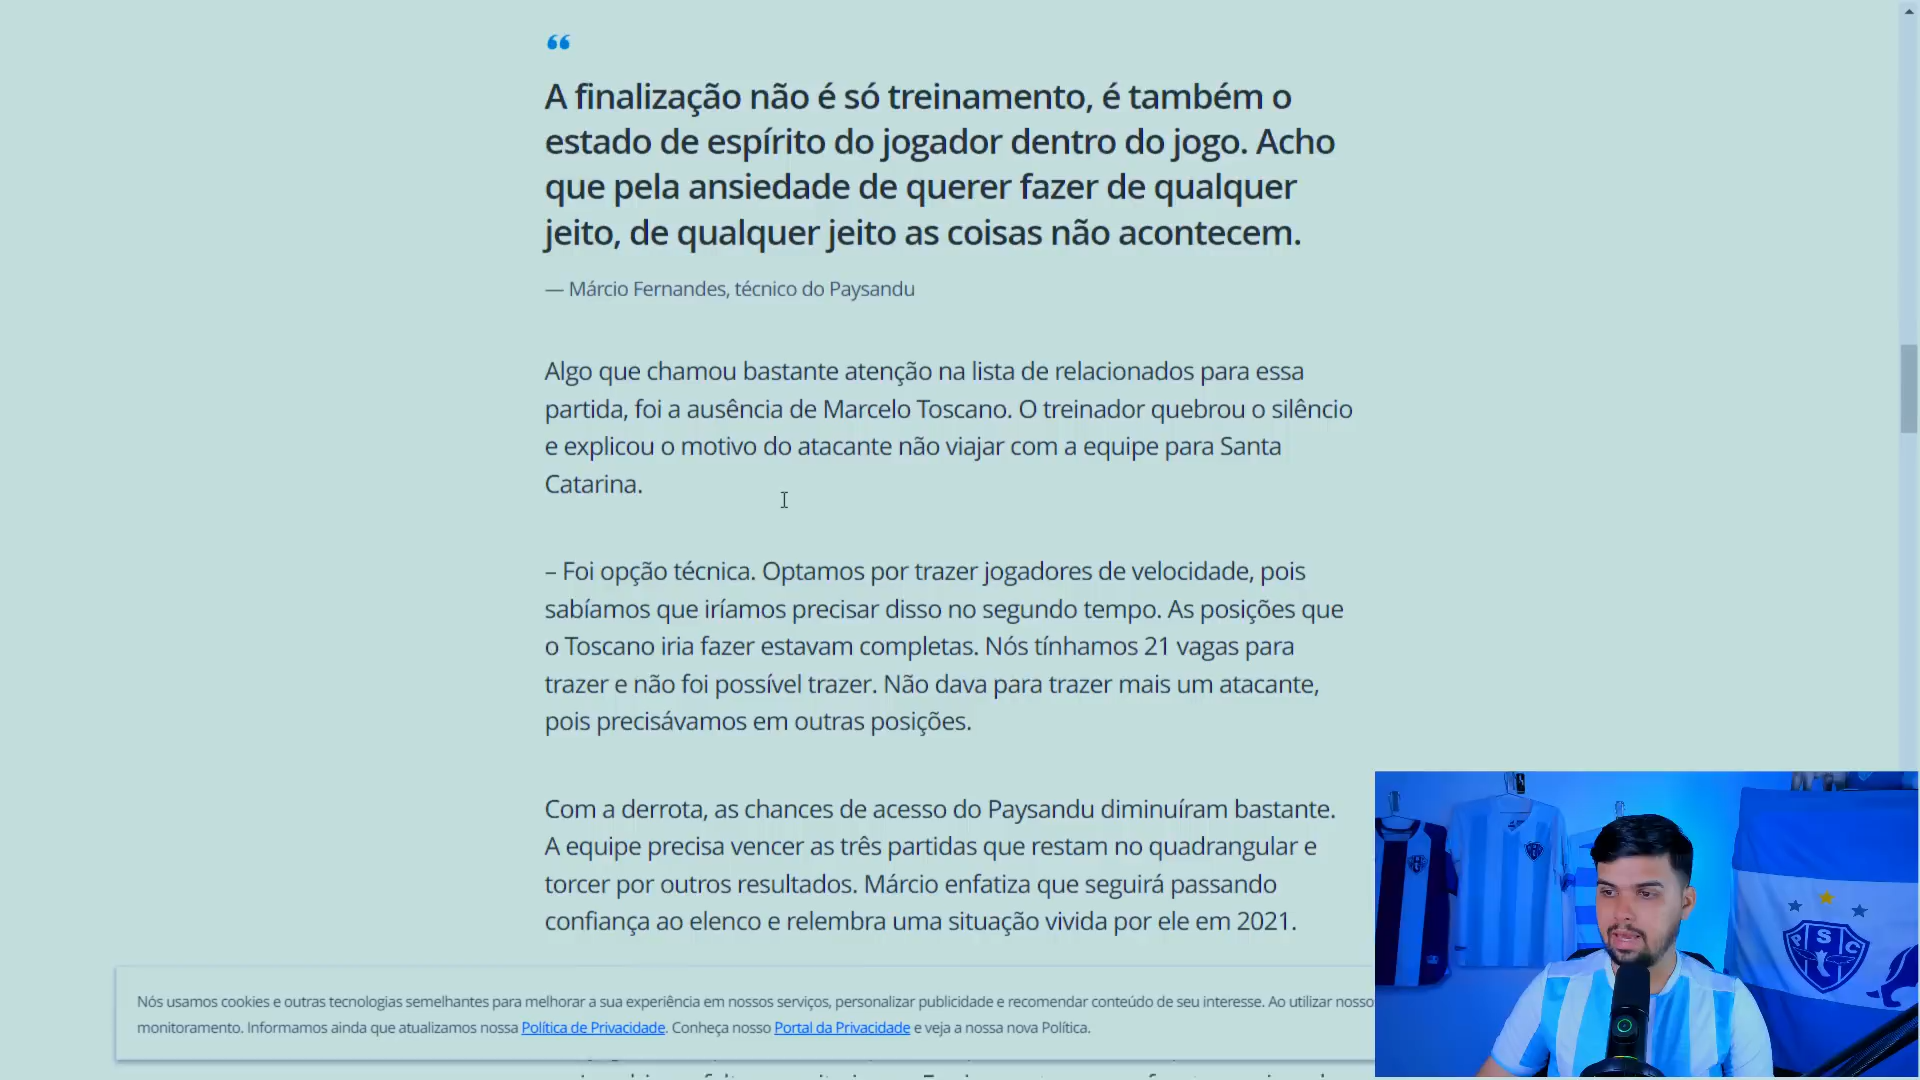 “
A finalização não é só treinamento, é também o
estado de espírito do jogador dentro do jogo. Acho
que pela ansiedade de querer fazer de qualquer
jeito, de qualquer jeito as coisas não acontecem.
— Márcio Fernandes, técnico do Paysandu
Algo que chamou bastante atenção na lista de relacionados para essa
partida, foi a ausência de Marcelo Toscano. O treinador quebrou o silêncio
e explicou o motivo do atacante não viajar com a equipe para Santa
Catarina.
– Foi opção técnica. Optamos por trazer jogadores de velocidade, pois
sabíamos que iríamos precisar disso no segundo tempo. As posições que
o Toscano iria fazer estavam completas. Nós tínhamos 21 vagas para
trazer e não foi possível trazer. Não dava para trazer mais um atacante,
pois precisávamos em outras posições.
Com a derrota, as chances de acesso do Paysandu diminuíram bastante.
A equipe precisa vencer as três partidas que restam no quadrangular e
torcer por outros resultados. Márcio enfatiza que seguirá passando
confiança ao elenco e relembra uma situação vivida por ele em 2021.
Nós usamos cookies e outras tecnologias semelhantes para melhorar a sua experiência em nossos serviços, personalizar publicidade e recomendar conteúdo de seu interesse. Ao utilizar nosso
monitoramento. Informamos ainda que atualizamos nossa Política de Privacidade. Conheça nosso Portal da Privacidade e veja a nossa nova Política.
PSC